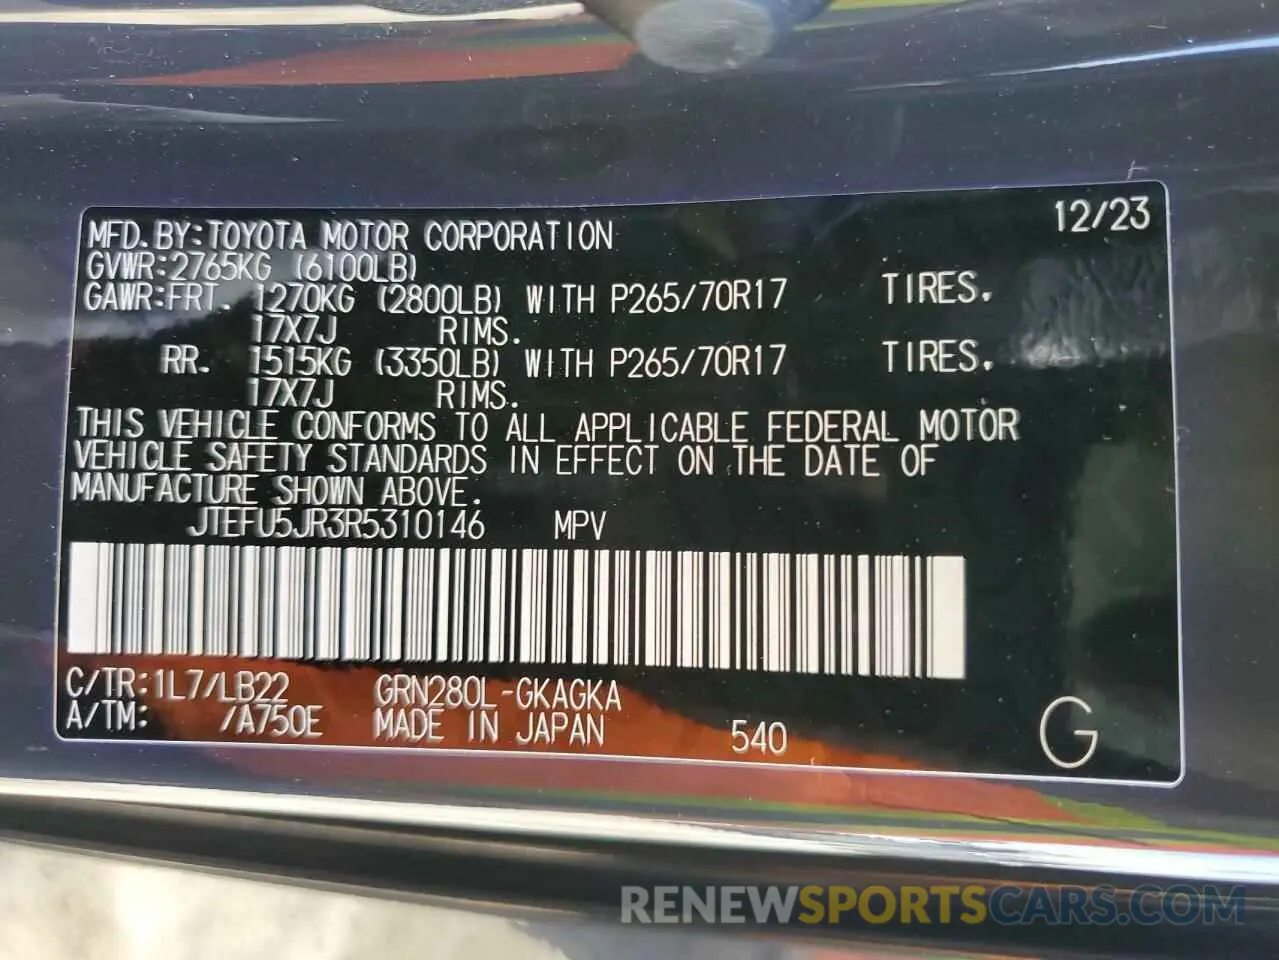 12/23
MFD. BY:TOYOTA MOTOR CORPORATION
GVWR:2765KG (6100LB)
GAWR:FRT. 1270KG (2800LB) WITH P265/70R17 TIRES.
17X7J RIMS.
RR. 1515KG (3350LB) WITH P265/70R17 TIRES.
17X7J RIMS.
THIS VEHICLE CONFORMS TO ALL APPLICABLE FEDERAL MOTOR
VEHICLE SAFETY STANDARDS IN EFFECT ON THE DATE OF
MANUFACTURE SHOWN ABOVE.
JTEFU5JR3R5310146 MPV
C/TR:1L7/LB22 GRN280L-GKAGKA
A/TM: /A750E MADE IN JAPAN 540 G
RENEWSPORTSCARS.COM